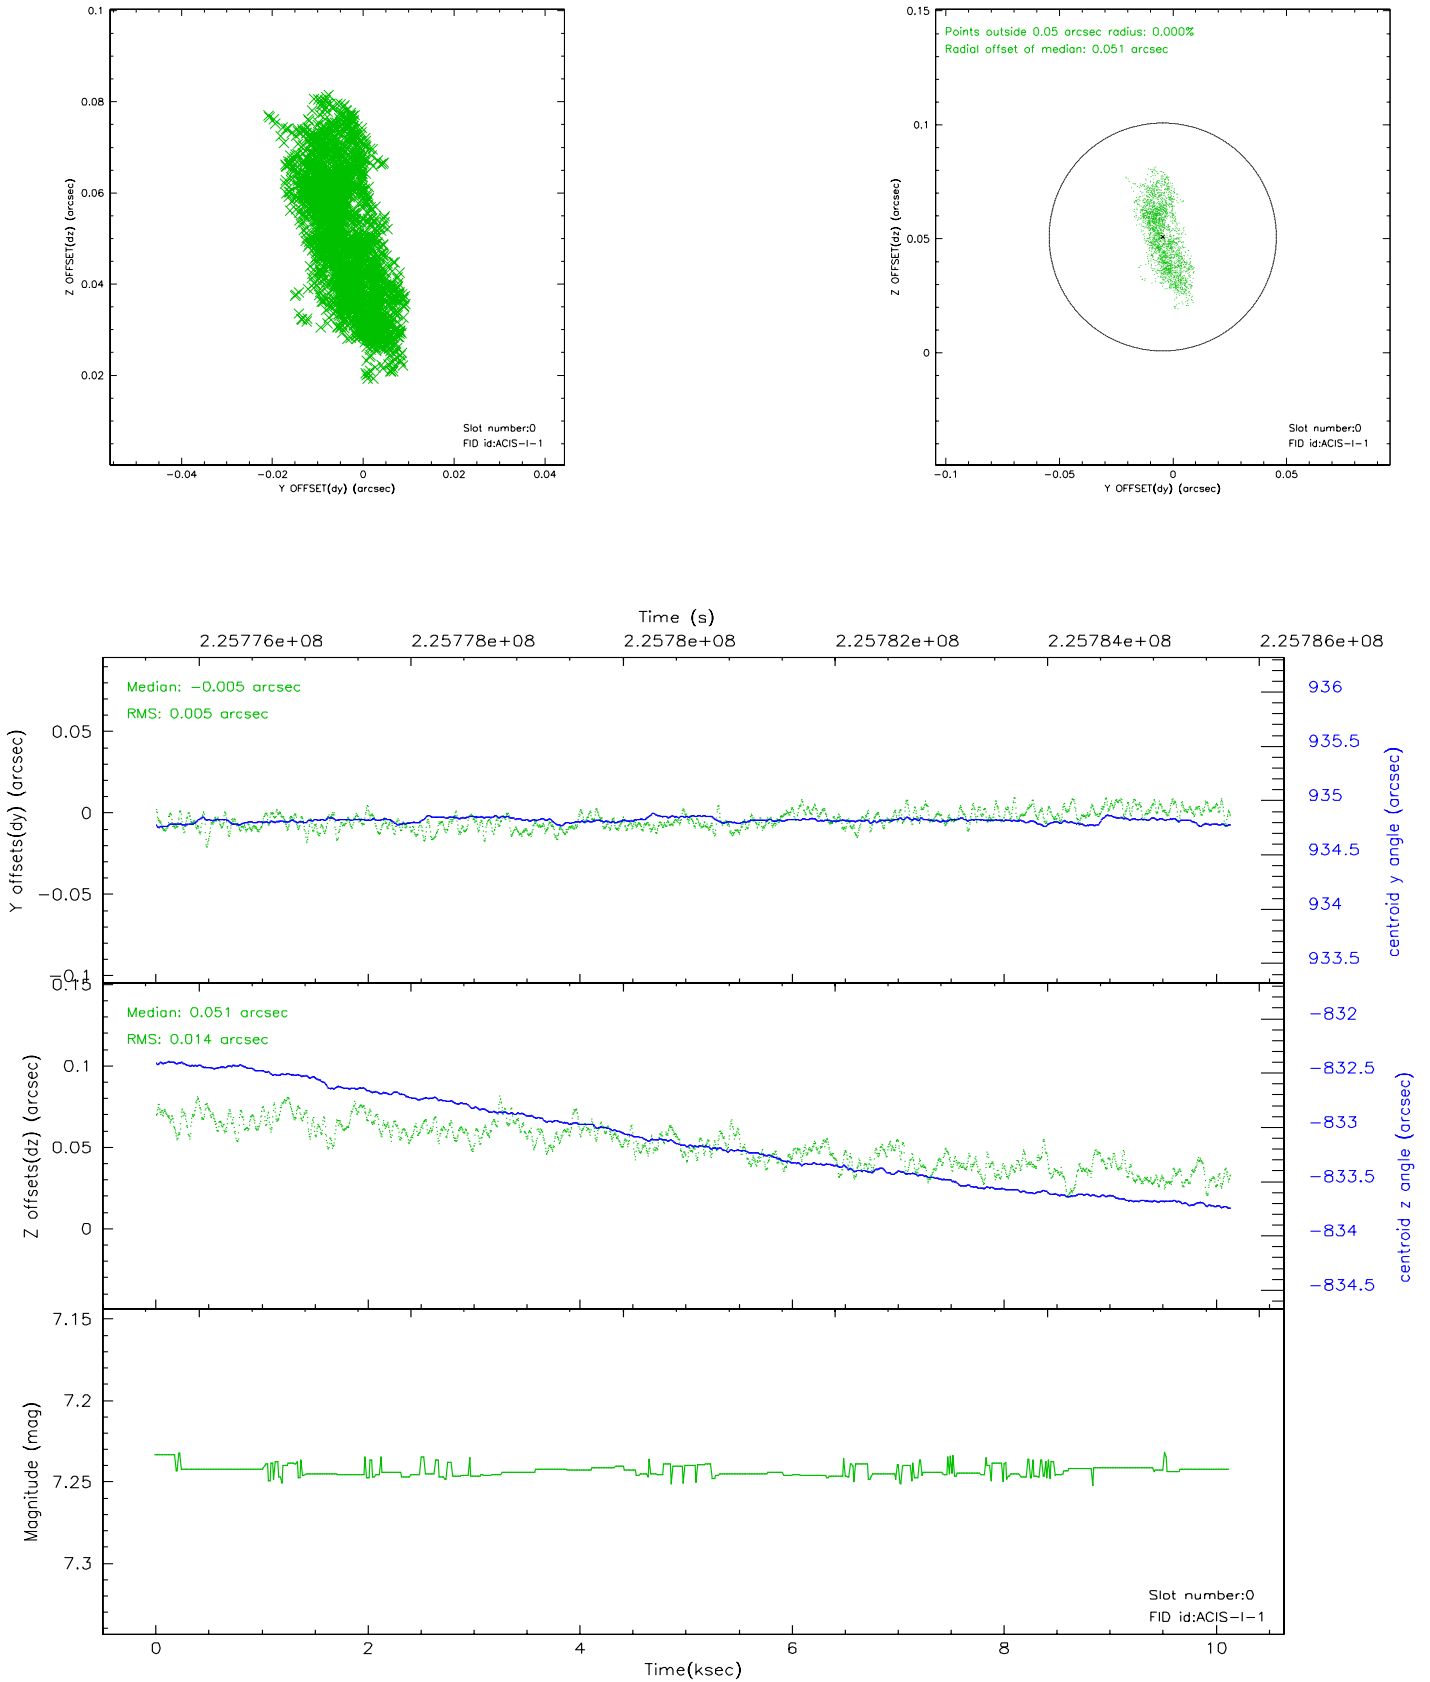 0.1
0.08
0.06
0.04
0.02
Z OFFSET(dz) (arcsec)
Slot number:0
FID id:ACIS-I-1
-0.04 -0.02 0 0.02 0.04
Y OFFSET(dy) (arcsec)
0.15
0.1
0.05
0
Z OFFSET(dz) (arcsec)
Points outside 0.05 arcsec radius: 0.000%
Radial offset of median: 0.051 arcsec
Slot number:0
FID id:ACIS-I-1
-0.1 -0.05 0 0.05
Y OFFSET(dy) (arcsec)
Time (s)
2.25776e+08 2.25778e+08 2.2578e+08 2.25782e+08 2.25784e+08 2.25786e+08
Median: -0.005 arcsec
RMS: 0.005 arcsec
0.05
0
-0.05
-0.1
Y offsets(dy) (arcsec)
936
935.5
935
934.5
934
933.5
centroid y angle (arcsec)
Median: 0.051 arcsec
RMS: 0.014 arcsec
0.15
0.1
0.05
0
Z offsets(dz) (arcsec)
-832
-832.5
-833
-833.5
-834
-834.5
centroid z angle (arcsec)
7.15
7.2
7.25
7.3
Magnitude (mag)
Slot number:0
FID id:ACIS-I-1
0 2 4 6 8 10
Time(ksec)